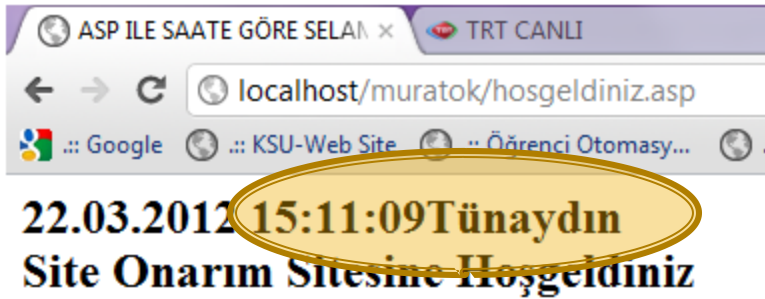 ASP ILE SAATE GÖRE SELAM TRT CANLI
localhost/muratok/hosgeldiniz.asp
.:: Google .:: KSU-Web Site .:: Öğrenci Otomasy...
22.03.2012 15:11:09Tünaydın
Site Onarım Sitesine Hoşgeldiniz